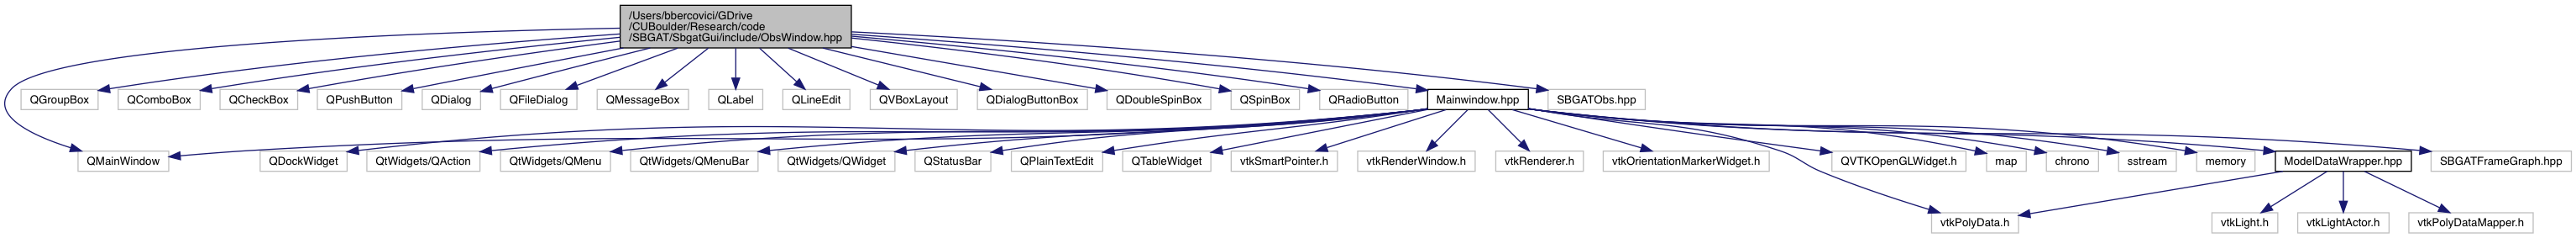 /Users/bbercovici/GDrive
/CUBoulder/Research/code
/SBGAT/SbgatGui/include/ObsWindow.hpp
QGroupBox
QComboBox
QCheckBox
QPushButton
QDialog
QFileDialog
QMessageBox
QLabel
QLineEdit
QVBoxLayout
QDialogButtonBox
QDoubleSpinBox
QSpinBox
QRadioButton
Mainwindow.hpp
SBGATObs.hpp
QMainWindow
QDockWidget
QtWidgets/QAction
QtWidgets/QMenu
QtWidgets/QMenuBar
QtWidgets/QWidget
QStatusBar
QPlainTextEdit
QTableWidget
vtkSmartPointer.h
vtkRenderWindow.h
vtkRenderer.h
vtkOrientationMarkerWidget.h
QVTKOpenGLWidget.h
map
chrono
sstream
memory
ModelDataWrapper.hpp
SBGATFrameGraph.hpp
vtkPolyData.h
vtkLight.h
vtkLightActor.h
vtkPolyDataMapper.h